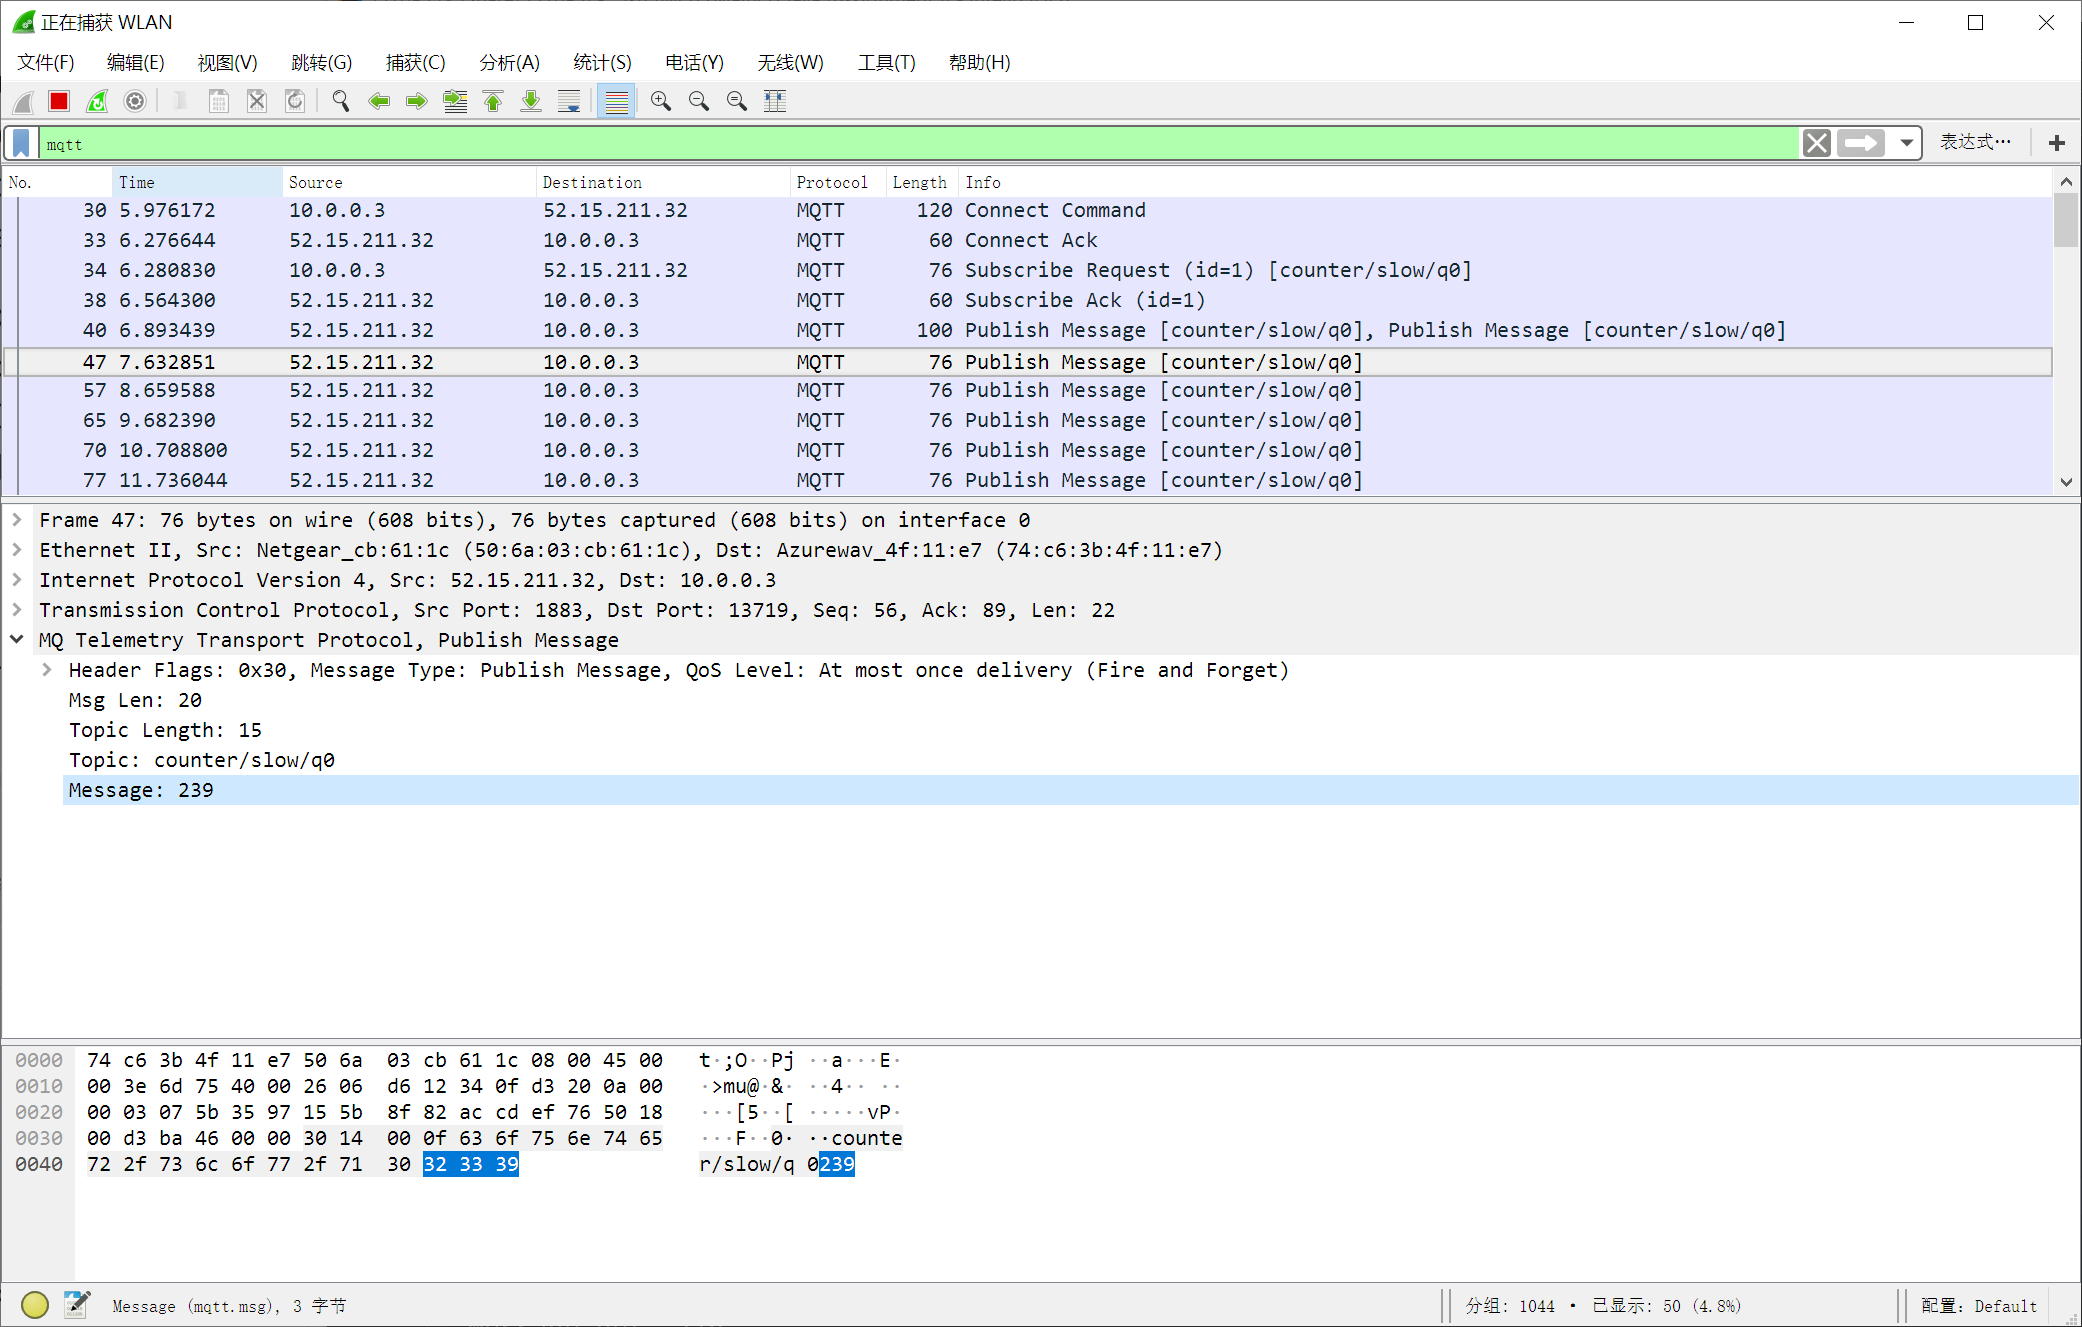 正在捕获 WLAN
文件(F) 编辑(E) 视图(V) 跳转(G) 捕获(C) 分析(A) 统计(S) 电话(Y) 无线(W) 工具(T) 帮助(H)
mqtt 表达式…
No. Time Source Destination Protocol Length Info
30 5.976172 10.0.0.3 52.15.211.32 MQTT 120 Connect Command
33 6.276644 52.15.211.32 10.0.0.3 MQTT 60 Connect Ack
34 6.280830 10.0.0.3 52.15.211.32 MQTT 76 Subscribe Request (id=1) [counter/slow/q0]
38 6.564300 52.15.211.32 10.0.0.3 MQTT 60 Subscribe Ack (id=1)
40 6.893439 52.15.211.32 10.0.0.3 MQTT 100 Publish Message [counter/slow/q0], Publish Message [counter/slow/q0]
47 7.632851 52.15.211.32 10.0.0.3 MQTT 76 Publish Message [counter/slow/q0]
57 8.659588 52.15.211.32 10.0.0.3 MQTT 76 Publish Message [counter/slow/q0]
65 9.682390 52.15.211.32 10.0.0.3 MQTT 76 Publish Message [counter/slow/q0]
70 10.708800 52.15.211.32 10.0.0.3 MQTT 76 Publish Message [counter/slow/q0]
77 11.736044 52.15.211.32 10.0.0.3 MQTT 76 Publish Message [counter/slow/q0]
Frame 47: 76 bytes on wire (608 bits), 76 bytes captured (608 bits) on interface 0
Ethernet II, Src: Netgear_cb:61:1c (50:6a:03:cb:61:1c), Dst: Azurewav_4f:11:e7 (74:c6:3b:4f:11:e7)
Internet Protocol Version 4, Src: 52.15.211.32, Dst: 10.0.0.3
Transmission Control Protocol, Src Port: 1883, Dst Port: 13719, Seq: 56, Ack: 89, Len: 22
MQ Telemetry Transport Protocol, Publish Message
Header Flags: 0x30, Message Type: Publish Message, QoS Level: At most once delivery (Fire and Forget)
Msg Len: 20
Topic Length: 15
Topic: counter/slow/q0
Message: 239
0000 74 c6 3b 4f 11 e7 50 6a 03 cb 61 1c 08 00 45 00 t·;O··Pj ··a···E·
0010 00 3e 6d 75 40 00 26 06 d6 12 34 0f d3 20 0a 00 ·>mu@·&· ··4·· ··
0020 00 03 07 5b 35 97 15 5b 8f 82 ac cd ef 76 50 18 ···[5··[ ·····vP·
0030 00 d3 ba 46 00 00 30 14 00 0f 63 6f 75 6e 74 65 ···F··0· ··counte
0040 72 2f 73 6c 6f 77 2f 71 30 32 33 39 r/slow/q 0239
Message (mqtt.msg), 3 字节 分组: 1044 · 已显示: 50 (4.8%) 配置: Default